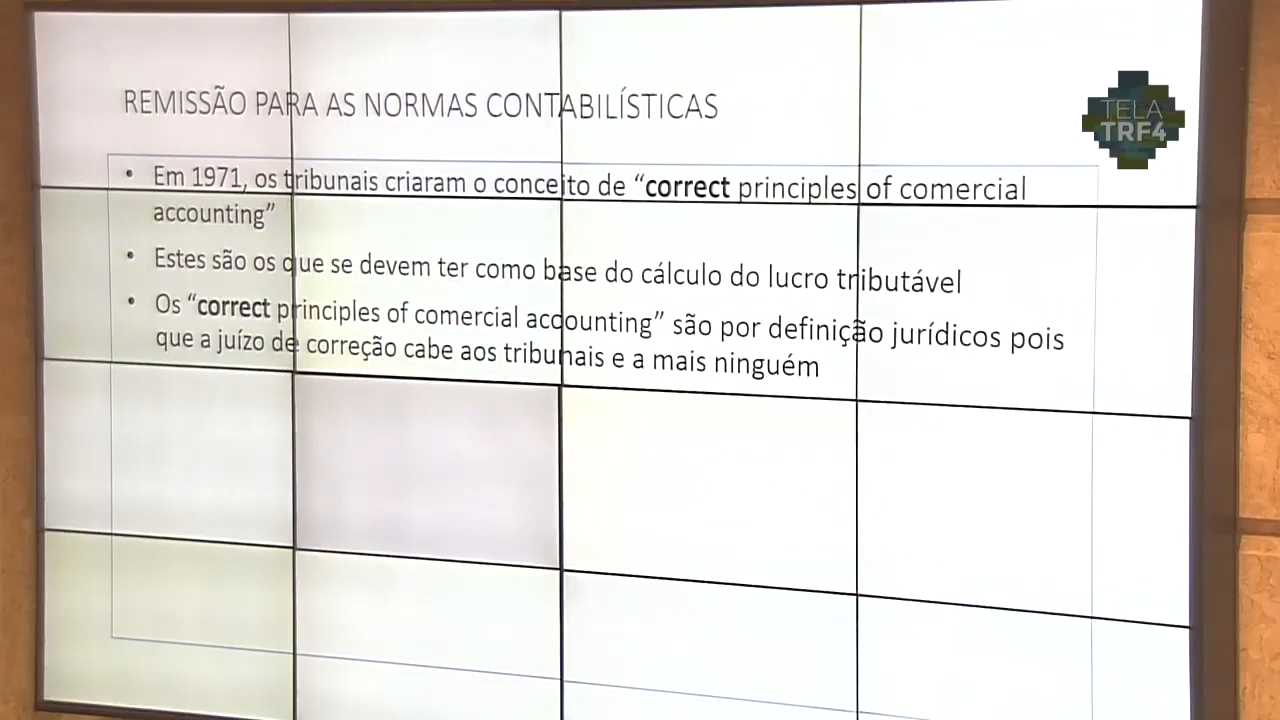 REMISSÃO PARA AS NORMAS CONTABILÍSTICAS
TELA
TRF4
• Em 1971, os tribunais criaram o conceito de “correct principles of comercial
accounting”
• Estes são os que se devem ter como base do cálculo do lucro tributável
• Os “correct principles of comercial accounting” são por definição jurídicos pois
que a juízo de correção cabe aos tribunais e a mais ninguém